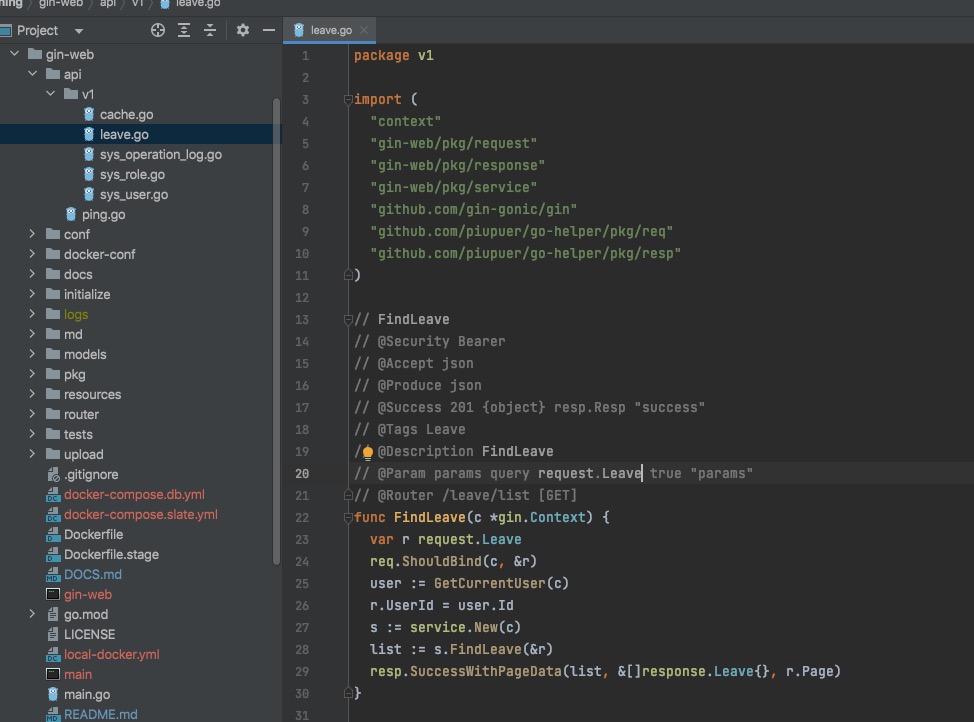 gin-web
api
v1
leave.go
Project
leave.go
gin-web
api
v1
cache.go
leave.go
sys_operation_log.go
sys_role.go
sys_user.go
ping.go
conf
docker-conf
docs
initialize
logs
md
models
pkg
resources
router
tests
upload
.gitignore
docker-compose.db.yml
docker-compose.slate.yml
Dockerfile
Dockerfile.stage
DOCS.md
gin-web
go.mod
LICENSE
local-docker.yml
main
main.go
README.md
1 package v1
2
3 import (
4 "context"
5 "gin-web/pkg/request"
6 "gin-web/pkg/response"
7 "gin-web/pkg/service"
8 "github.com/gin-gonic/gin"
9 "github.com/piupuer/go-helper/pkg/req"
10 "github.com/piupuer/go-helper/pkg/resp"
11 )
12
13 // FindLeave
14 // @Security Bearer
15 // @Accept json
16 // @Produce json
17 // @Success 201 {object} resp.Resp "success"
18 // @Tags Leave
19 / @Description FindLeave
20 // @Param params query request.Leave true "params"
21 // @Router /leave/list [GET]
22 func FindLeave(c *gin.Context) {
23 var r request.Leave
24 req.ShouldBind(c, &r)
25 user := GetCurrentUser(c)
26 r.UserId = user.Id
27 s := service.New(c)
28 list := s.FindLeave(&r)
29 resp.SuccessWithPageData(list, &[]response.Leave{}, r.Page)
30 }
31